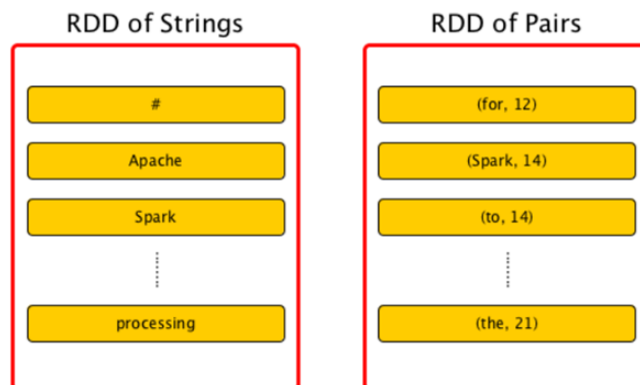 RDD of Strings
#
Apache
Spark
processing
RDD of Pairs
(for, 12)
(Spark, 14)
(to, 14)
(the, 21)